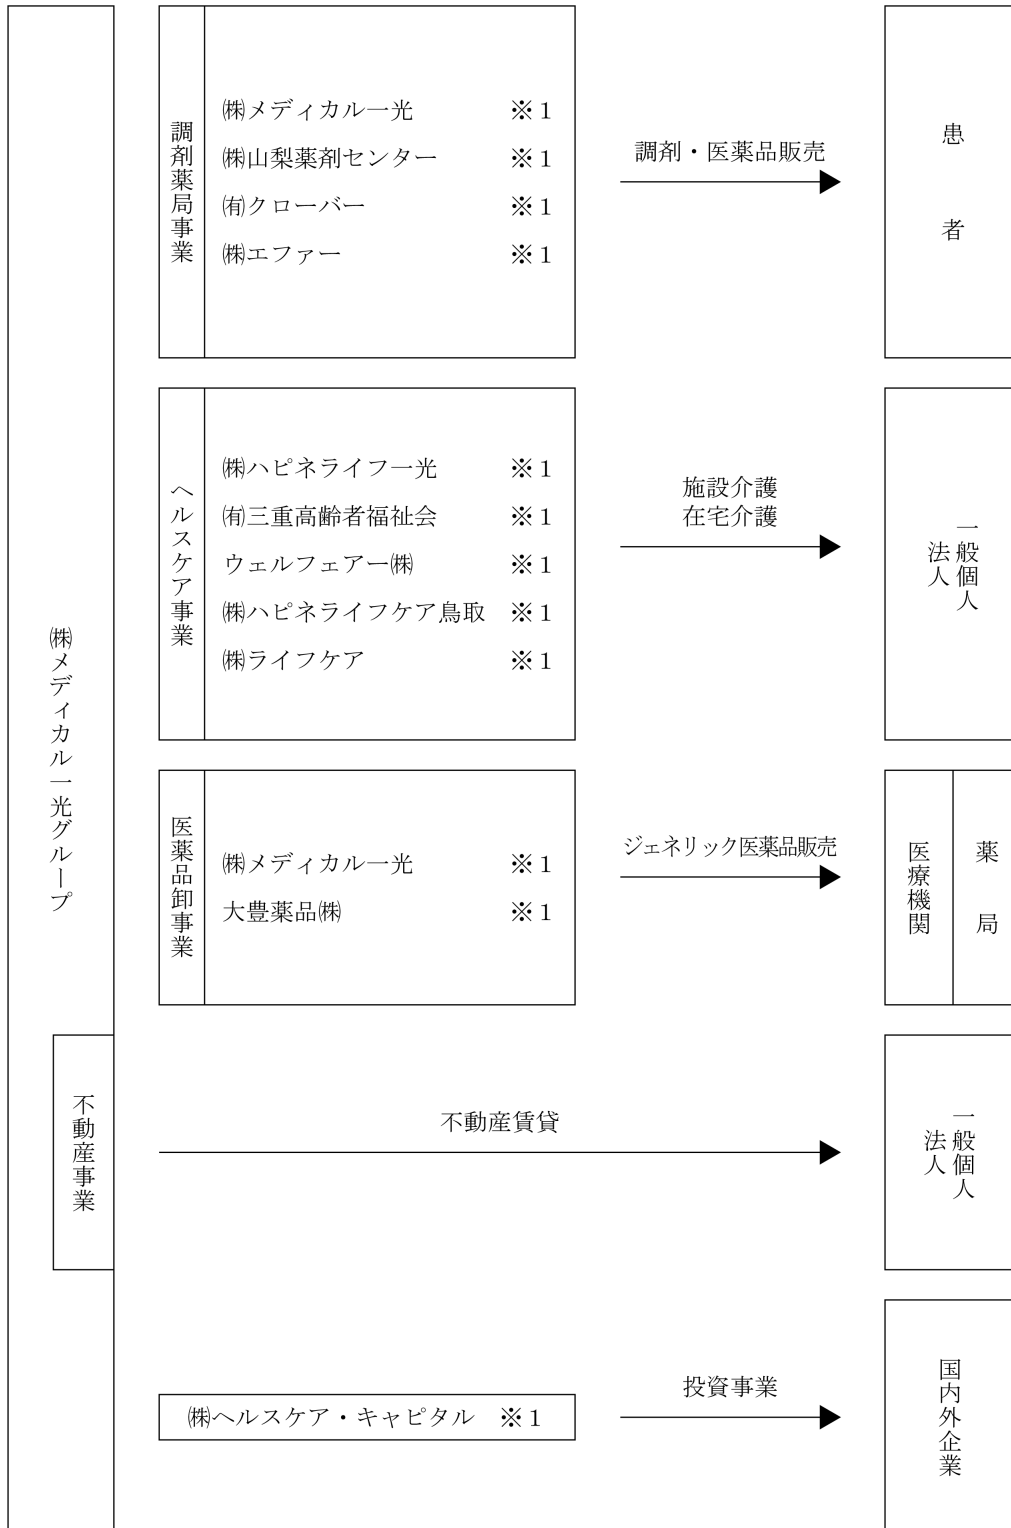 ㈱メディカル一光グループ
調剤薬局事業
㈱メディカル一光 ※1
㈱山梨薬剤センター ※1
㈲クローバー ※1
㈱エファー ※1
調剤・医薬品販売
患者
ヘルスケア事業
㈱ハピネライフ一光 ※1
㈲三重高齢者福祉会 ※1
ウェルフェアー㈱ ※1
㈱ハピネライフケア鳥取 ※1
㈱ライフケア ※1
施設介護
在宅介護
一般個人
法人
医薬品卸事業
㈱メディカル一光 ※1
大豊薬品㈱ ※1
ジェネリック医薬品販売
薬局
医療機関
不動産事業
不動産賃貸
一般個人
法人
㈱ヘルスケア・キャピタル ※1
投資事業
国内外企業